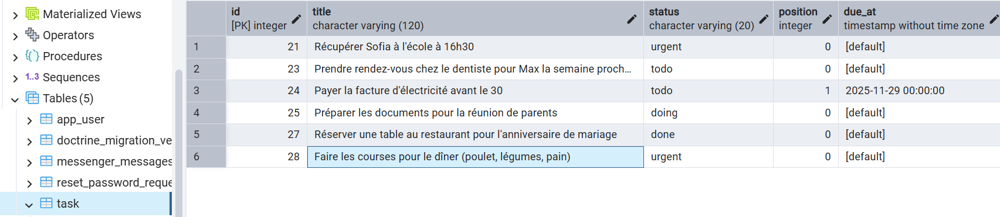 Materialized Views
Operators
Procedures
1..3 Sequences
Tables (5)
app_user
doctrine_migration_ve
messenger_messages
reset_password_reque
task
id title status position due_at
[PK] integer character varying (120) character varying (20) integer timestamp without time zone
1 21 Récupérer Sofia à l'école à 16h30 urgent 0 [default]
2 23 Prendre rendez-vous chez le dentiste pour Max la semaine proch... todo 0 [default]
3 24 Payer la facture d'électricité avant le 30 todo 1 2025-11-29 00:00:00
4 25 Préparer les documents pour la réunion de parents doing 0 [default]
5 27 Réserver une table au restaurant pour l'anniversaire de mariage done 0 [default]
6 28 Faire les courses pour le dîner (poulet, légumes, pain) urgent 0 [default]